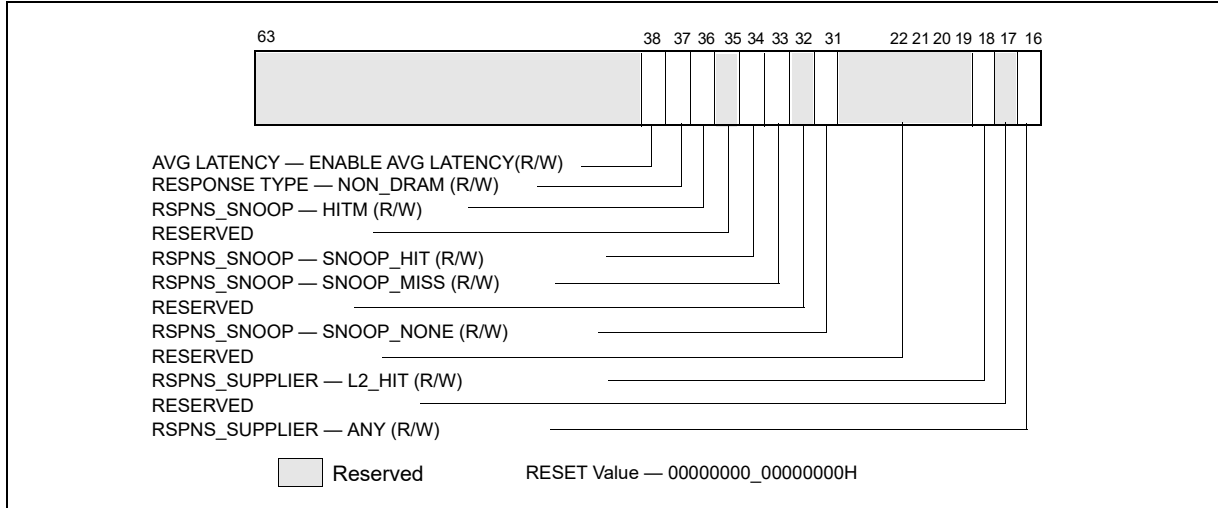 63 38 37 36 35 34 33 32 31 22 21 20 19 18 17 16
AVG LATENCY — ENABLE AVG LATENCY(R/W)
RESPONSE TYPE — NON_DRAM (R/W)
RSPNS_SNOOP — HITM (R/W)
RESERVED
RSPNS_SNOOP — SNOOP_HIT (R/W)
RSPNS_SNOOP — SNOOP_MISS (R/W)
RESERVED
RSPNS_SNOOP — SNOOP_NONE (R/W)
RESERVED
RSPNS_SUPPLIER — L2_HIT (R/W)
RESERVED
RSPNS_SUPPLIER — ANY (R/W)
Reserved RESET Value — 00000000_00000000H